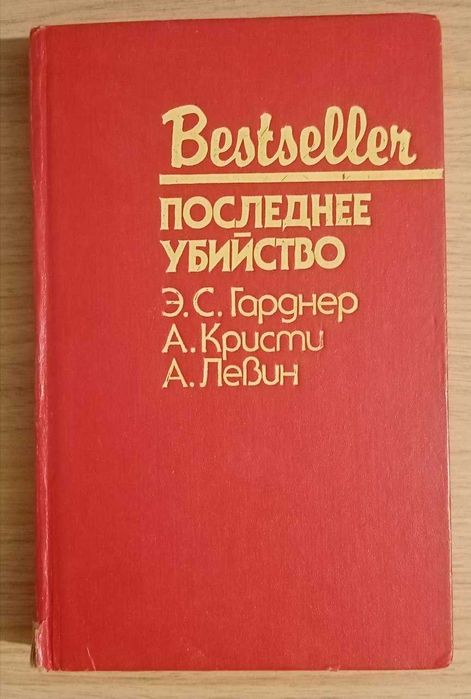 Bestseller
ПОСЛЕДНЕЕ
УБИЙСТВО
Э.С. Гарднер
А. Кристи
А. Левин